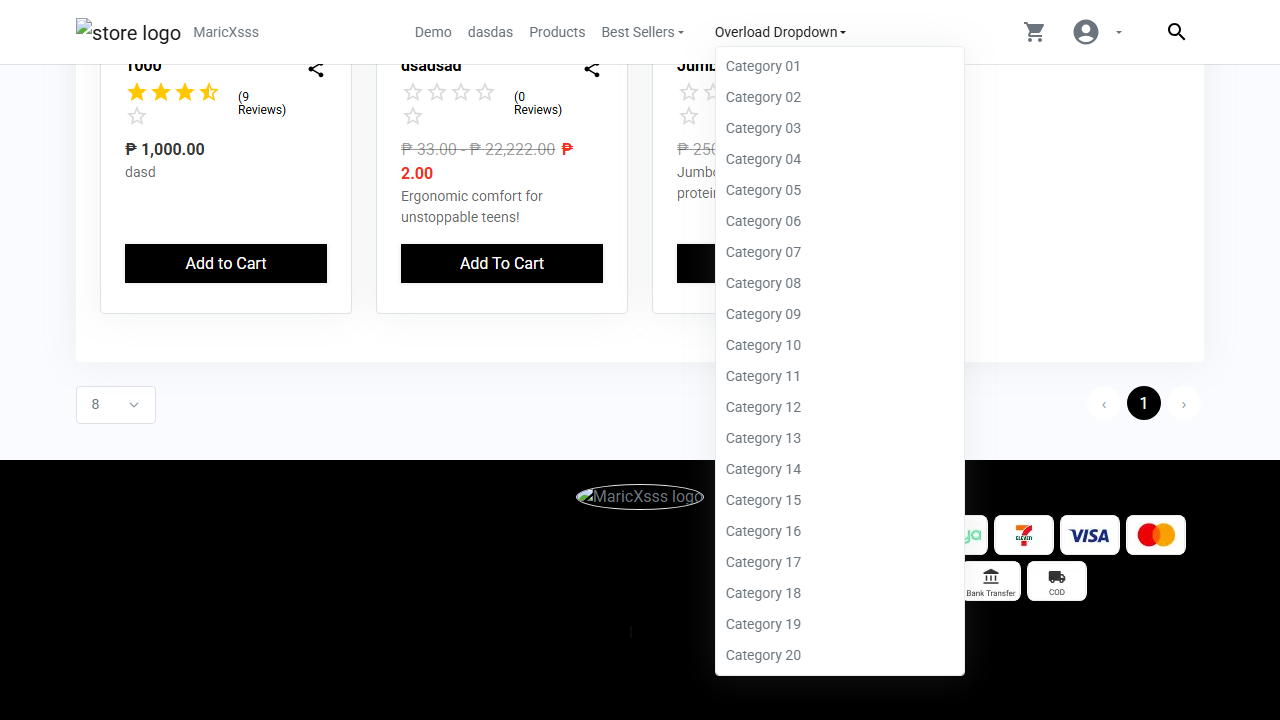 store logo MaricXsss Demo dasdas Products Best Sellers Overload Dropdown
1000
(9
Reviews)
₱ 1,000.00
dasd
Add to Cart
dsadsad
(0
Reviews)
₱ 33.00 - ₱ 22,222.00 ₱
2.00
Ergonomic comfort for
unstoppable teens!
Add To Cart
Category 01
Category 02
Category 03
Category 04
Category 05
Category 06
Category 07
Category 08
Category 09
Category 10
Category 11
Category 12
Category 13
Category 14
Category 15
Category 16
Category 17
Category 18
Category 19
Category 20
8
‹ 1 ›
MaricXsss logo
7 ELEVEN VISA
Bank Transfer COD